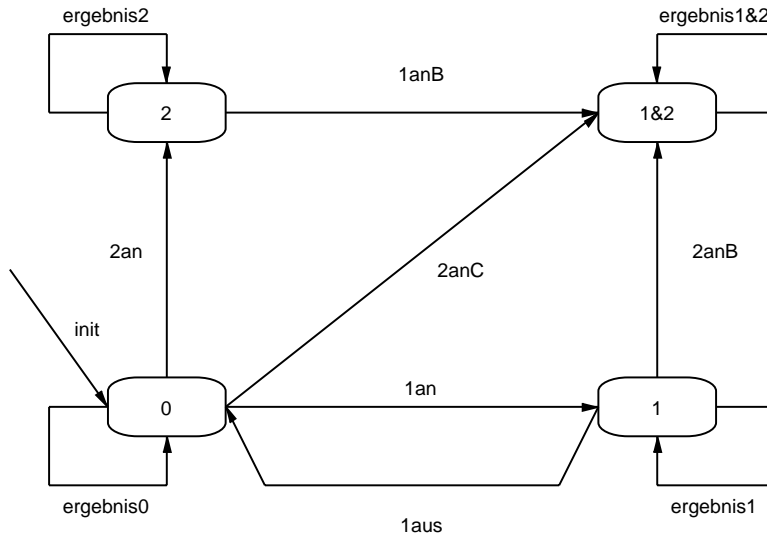 ergebnis2
ergebnis1&2
1anB
2
1&2
2an
2anC
2anB
init
1an
0
1
ergebnis0
ergebnis1
1aus